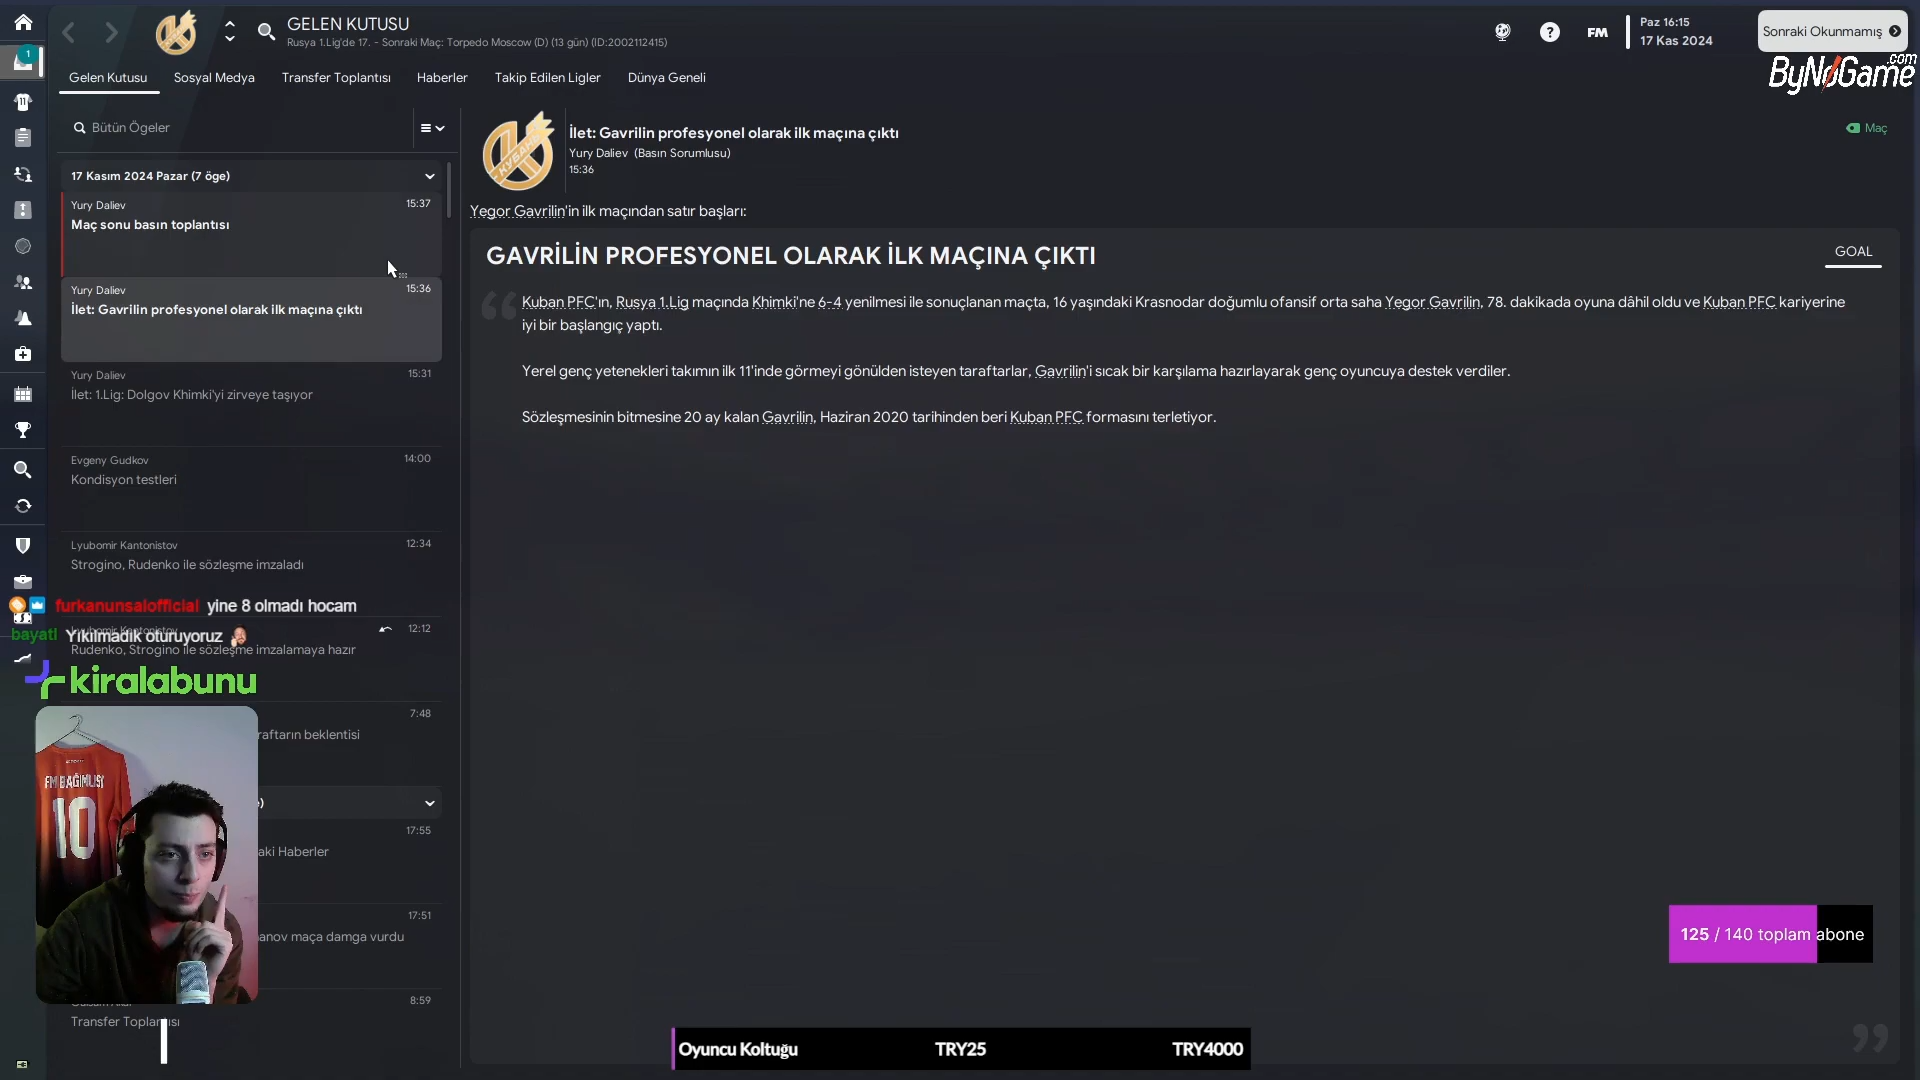 GELEN KUTUSU
Rusya 1.Lig'de 17. - Sonraki Maç: Torpedo Moscow (D) (13 gün) (ID:2002112415)
FM
Paz 16:15
17 Kas 2024
Sonraki Okunmamış
ByNoGame.com
1
Gelen Kutusu
Sosyal Medya
Transfer Toplantısı
Haberler
Takip Edilen Ligler
Dünya Geneli
Bütün Ögeler
17 Kasım 2024 Pazar (7 öge)
Yury Daliev 15:37
Maç sonu basın toplantısı
Yury Daliev 15:36
İlet: Gavrilin profesyonel olarak ilk maçına çıktı
Yury Daliev 15:31
İlet: 1.Lig: Dolgov Khimki'yi zirveye taşıyor
Evgeny Gudkov 14:00
Kondisyon testleri
Lyubomir Kantonistov 12:34
Strogino, Rudenko ile sözleşme imzaladı
furkanunsalofficial yine 8 olmadı hocam
Lyubomir Kantonistov 12:12
bayati Yıkılmadık oturuyoruz
Rudenko, Strogino ile sözleşme imzalamaya hazır
kiralabunu
7:48
raftarın beklentisi
17:55
aki Haberler
17:51
anov maça damga vurdu
8:59
Transfer Toplantısı
FM BAĞIMLISI
10
КУБАНЬ
İlet: Gavrilin profesyonel olarak ilk maçına çıktı
Yury Daliev (Basın Sorumlusu)
15:36
Maç
Yegor Gavrilin'in ilk maçından satır başları:
GAVRİLİN PROFESYONEL OLARAK İLK MAÇINA ÇIKTI
GOAL
Kuban PFC'ın, Rusya 1.Lig maçında Khimki'ne 6-4 yenilmesi ile sonuçlanan maçta, 16 yaşındaki Krasnodar doğumlu ofansif orta saha Yegor Gavrilin, 78. dakikada oyuna dâhil oldu ve Kuban PFC kariyerine
iyi bir başlangıç yaptı.
Yerel genç yetenekleri takımın ilk 11'inde görmeyi gönülden isteyen taraftarlar, Gavrilin'i sıcak bir karşılama hazırlayarak genç oyuncuya destek verdiler.
Sözleşmesinin bitmesine 20 ay kalan Gavrilin, Haziran 2020 tarihinden beri Kuban PFC formasını terletiyor.
125 / 140 toplam abone
Oyuncu Koltuğu TRY25 TRY4000